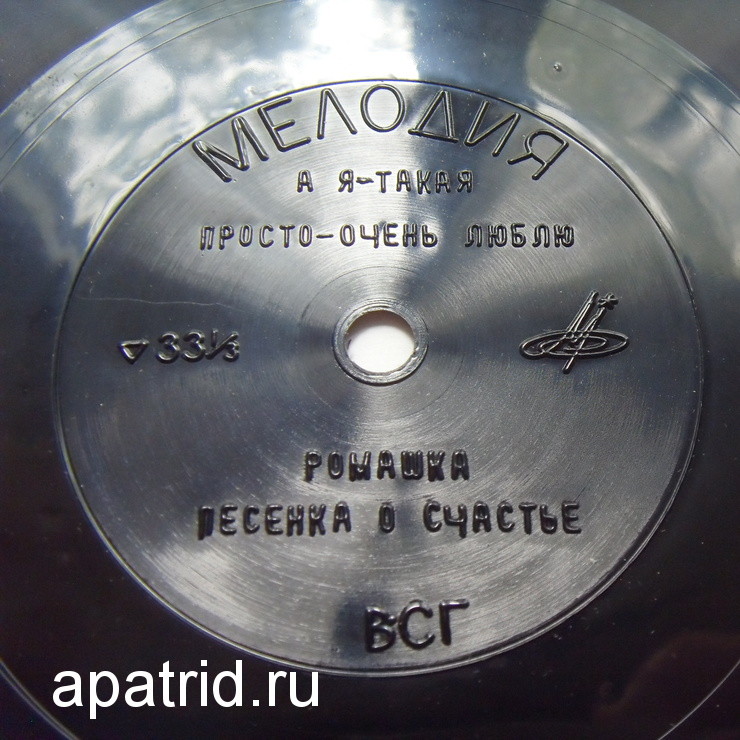 МЕЛОДИЯ
А Я-ТАКАЯ
ПРОСТО-ОЧЕНЬ ЛЮБЛЮ
▽ 33⅓
РОМАШКА
ПЕСЕНКА О СЧАСТЬЕ
ВСГ
apatrid.ru